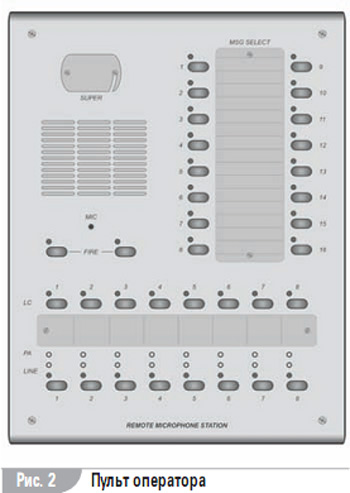 MSG SELECT
1 9
SUPER
2 10
3 11
4 12
5 13
6 14
MIC
7 15
FIRE
8 16
1 2 3 4 5 6 7 8
LC
PA
LINE
1 2 3 4 5 6 7 8
REMOTE MICROPHONE STATION
Рис. 2 Пульт оператора